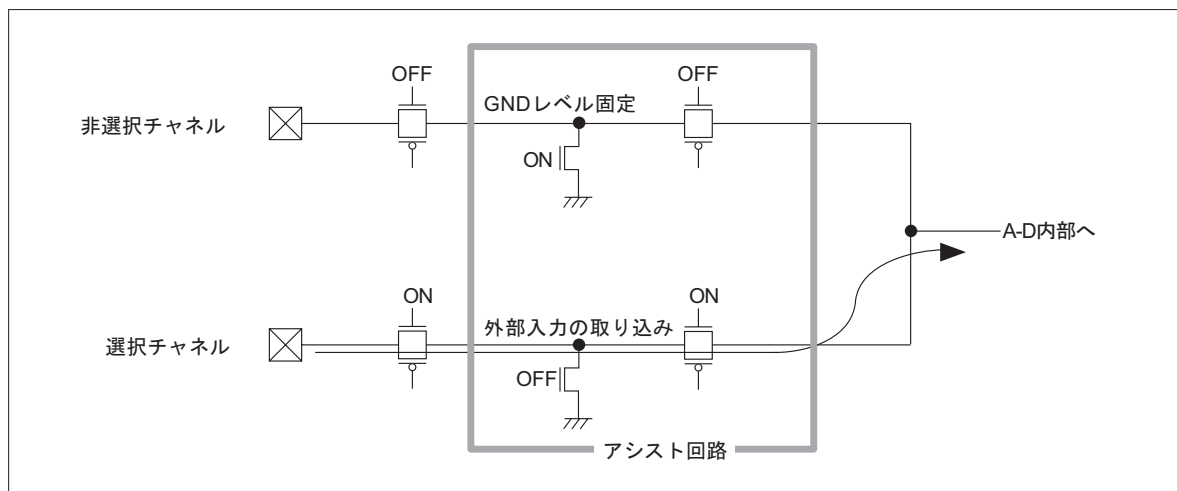 OFF
OFF
非選択チャネル
GNDレベル固定
ON
A-D内部へ
ON
ON
選択チャネル
外部入力の取り込み
OFF
アシスト回路